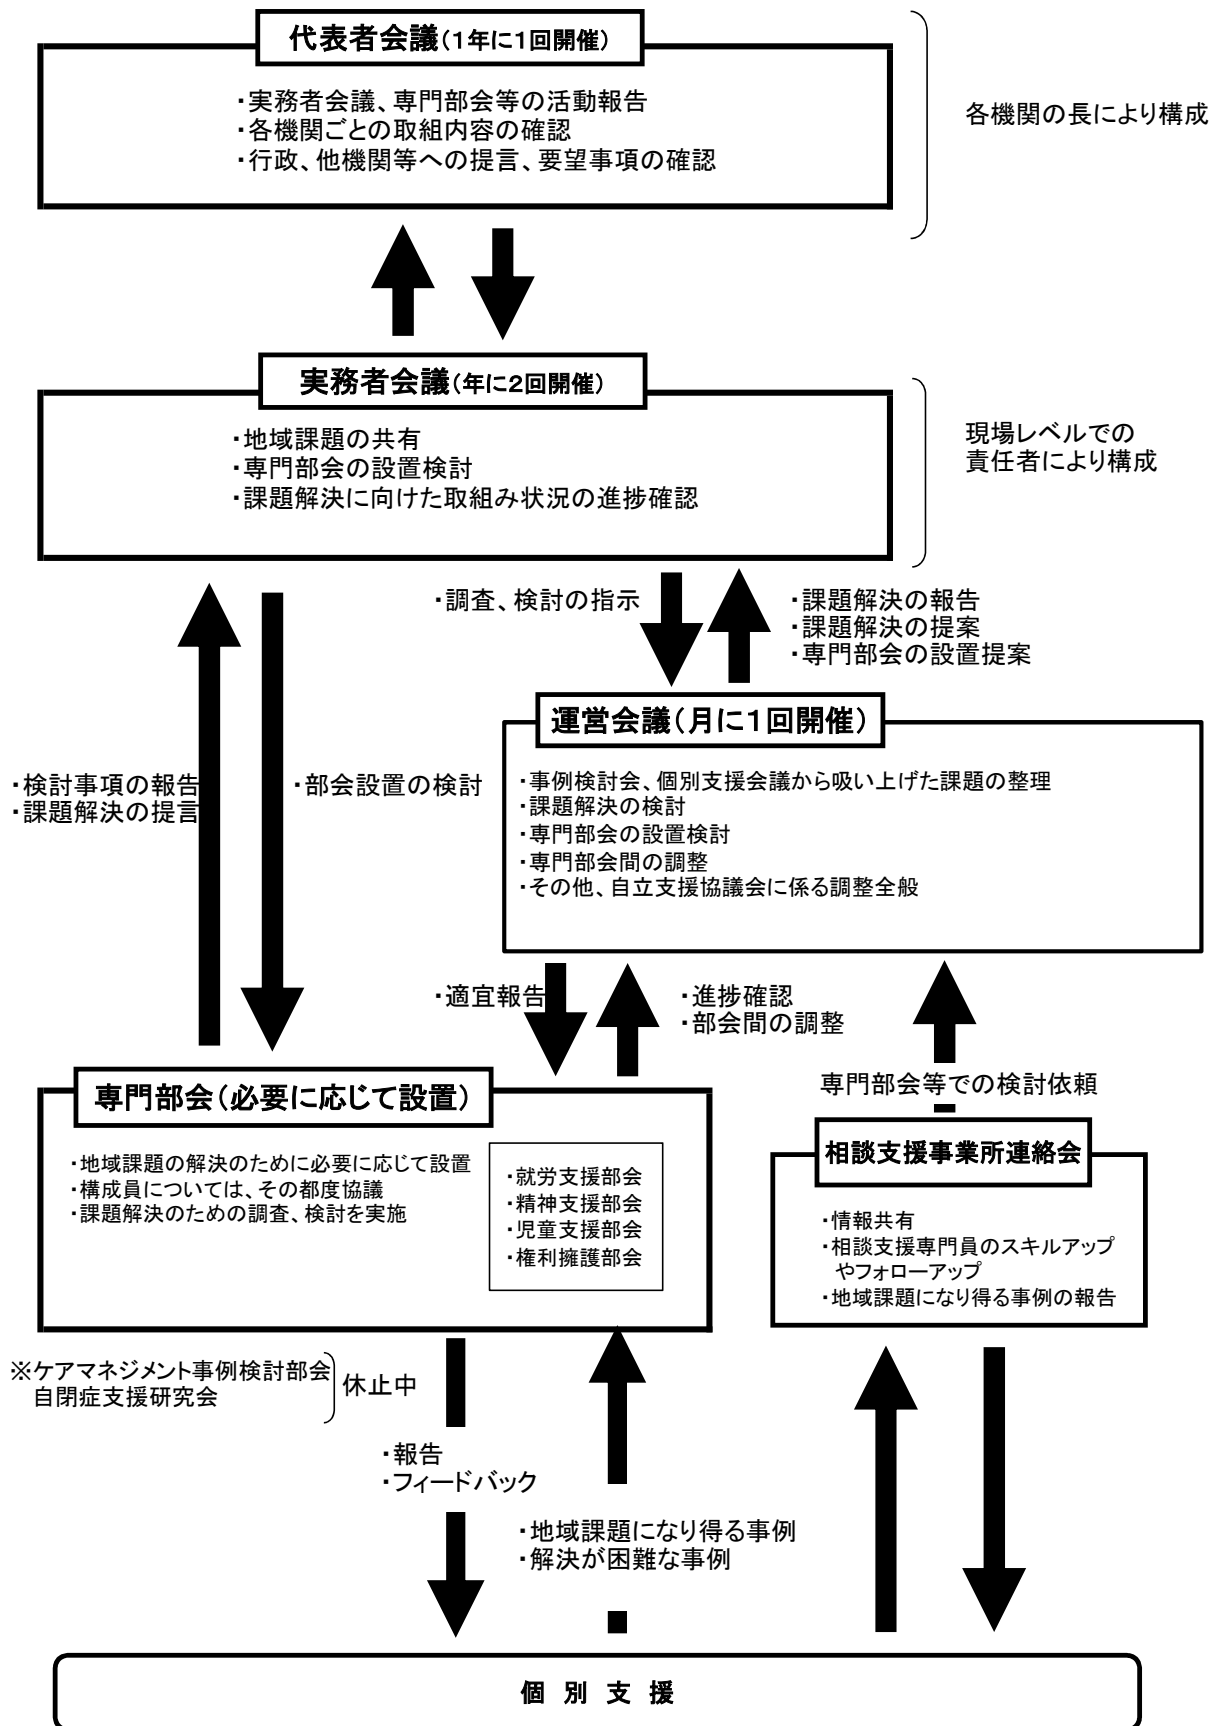 代表者会議(1年に1回開催)
・実務者会議、専門部会等の活動報告
・各機関ごとの取組内容の確認
・行政、他機関等への提言、要望事項の確認
各機関の長により構成
実務者会議(年に2回開催)
・地域課題の共有
・専門部会の設置検討
・課題解決に向けた取組み状況の進捗確認
現場レベルでの
責任者により構成
・調査、検討の指示
・課題解決の報告
・課題解決の提案
・専門部会の設置提案
運営会議(月に1回開催)
・事例検討会、個別支援会議から吸い上げた課題の整理
・課題解決の検討
・専門部会の設置検討
・専門部会間の調整
・その他、自立支援協議会に係る調整全般
・検討事項の報告
・課題解決の提言
・部会設置の検討
・適宜報告
・進捗確認
・部会間の調整
専門部会(必要に応じて設置)
・地域課題の解決のために必要に応じて設置
・構成員については、その都度協議
・課題解決のための調査、検討を実施
・就労支援部会
・精神支援部会
・児童支援部会
・権利擁護部会
専門部会等での検討依頼
相談支援事業所連絡会
・情報共有
・相談支援専門員のスキルアップ
やフォローアップ
・地域課題になり得る事例の報告
※ケアマネジメント事例検討部会
自閉症支援研究会
休止中
・報告
・フィードバック
・地域課題になり得る事例
・解決が困難な事例
個 別 支 援